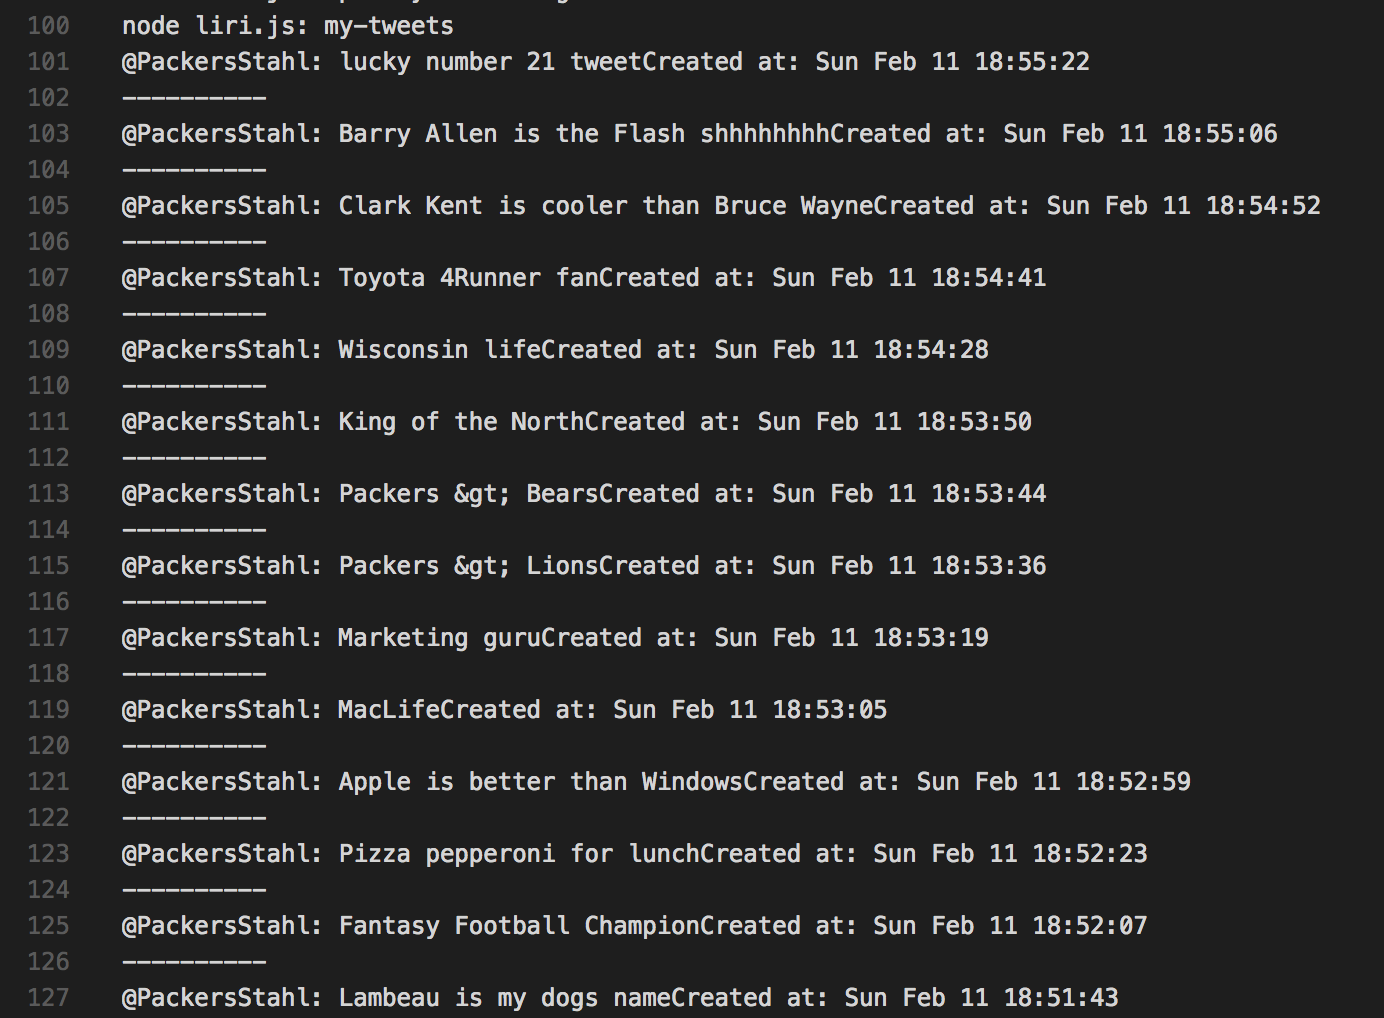 100 node liri.js: my-tweets
101 @PackersStahl: lucky number 21 tweetCreated at: Sun Feb 11 18:55:22
102 ----------
103 @PackersStahl: Barry Allen is the Flash shhhhhhhhCreated at: Sun Feb 11 18:55:06
104 ----------
105 @PackersStahl: Clark Kent is cooler than Bruce WayneCreated at: Sun Feb 11 18:54:52
106 ----------
107 @PackersStahl: Toyota 4Runner fanCreated at: Sun Feb 11 18:54:41
108 ----------
109 @PackersStahl: Wisconsin lifeCreated at: Sun Feb 11 18:54:28
110 ----------
111 @PackersStahl: King of the NorthCreated at: Sun Feb 11 18:53:50
112 ----------
113 @PackersStahl: Packers &gt; BearsCreated at: Sun Feb 11 18:53:44
114 ----------
115 @PackersStahl: Packers &gt; LionsCreated at: Sun Feb 11 18:53:36
116 ----------
117 @PackersStahl: Marketing guruCreated at: Sun Feb 11 18:53:19
118 ----------
119 @PackersStahl: MacLifeCreated at: Sun Feb 11 18:53:05
120 ----------
121 @PackersStahl: Apple is better than WindowsCreated at: Sun Feb 11 18:52:59
122 ----------
123 @PackersStahl: Pizza pepperoni for lunchCreated at: Sun Feb 11 18:52:23
124 ----------
125 @PackersStahl: Fantasy Football ChampionCreated at: Sun Feb 11 18:52:07
126 ----------
127 @PackersStahl: Lambeau is my dogs nameCreated at: Sun Feb 11 18:51:43